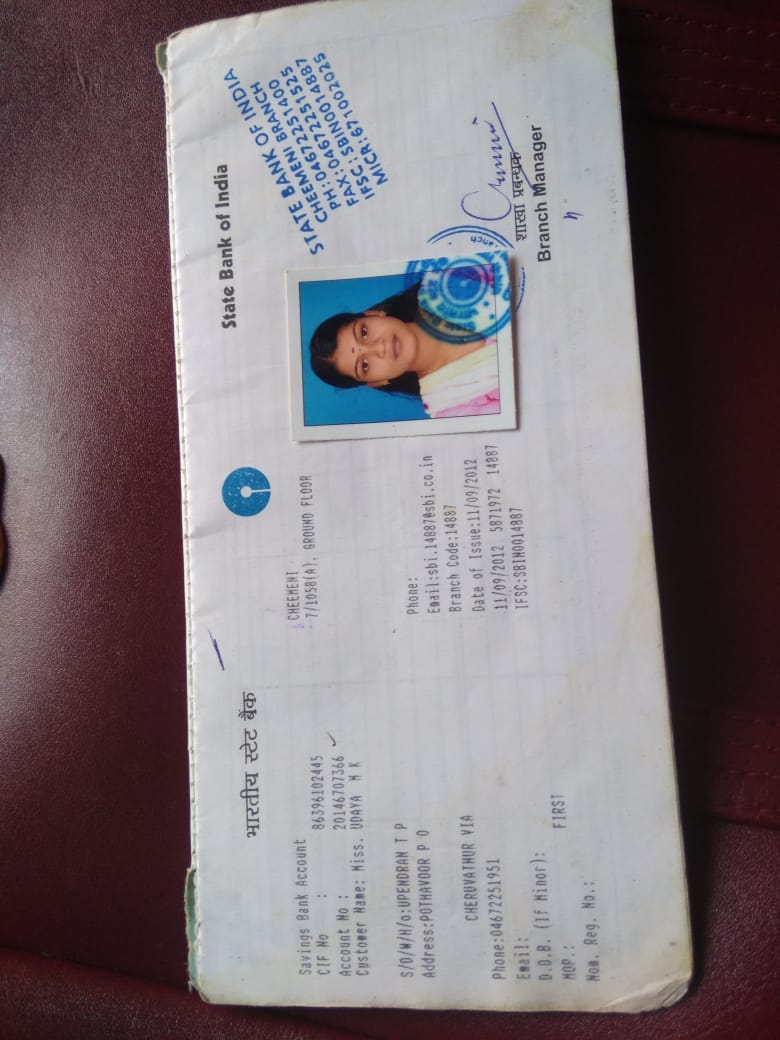 भारतीय स्टेट बैंक
State Bank of India
Savings Bank Account
CIF No : 86396102445
Account No : 20146707366
Customer Name: Miss. UDAYA M K
S/D/W/H/o:UPENDRAN T P
Address:POTHAVOOR P O
CHERUVATHUR VIA
Phone:04672251951
Email:
D.O.B. (If Minor):
MOP.: FIRST
Nom. Reg. No.:
CHEEMENI
7/1058(A), GROUND FLOOR
Phone:
Email:sbi.14887@sbi.co.in
Branch Code:14887
Date of Issue:11/09/2012
11/09/2012 5871972 14887
IFSC:SBIN0014887
STATE BANK OF INDIA
CHEEMENI BRANCH
PH:04672251400
FAX:04672251525
IFSC:SBIN0014887
MICR:671002025
शाखा प्रबन्धक
Branch Manager